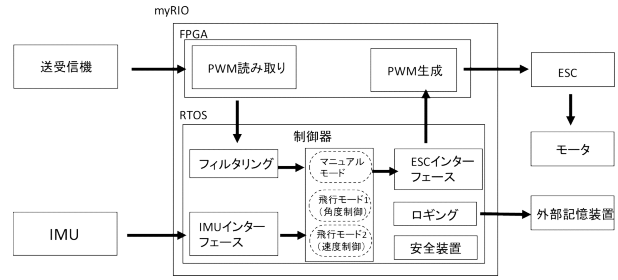 myRIO
FPGA
送受信機
PWM読み取り
PWM生成
ESC
RTOS
制御器
モータ
フィルタリング
マニュアル
モード
ESCインター
フェース
飛行モード1
(角度制御)
ロギング
外部記憶装置
IMU
IMUインター
フェース
飛行モード2
(速度制御)
安全装置